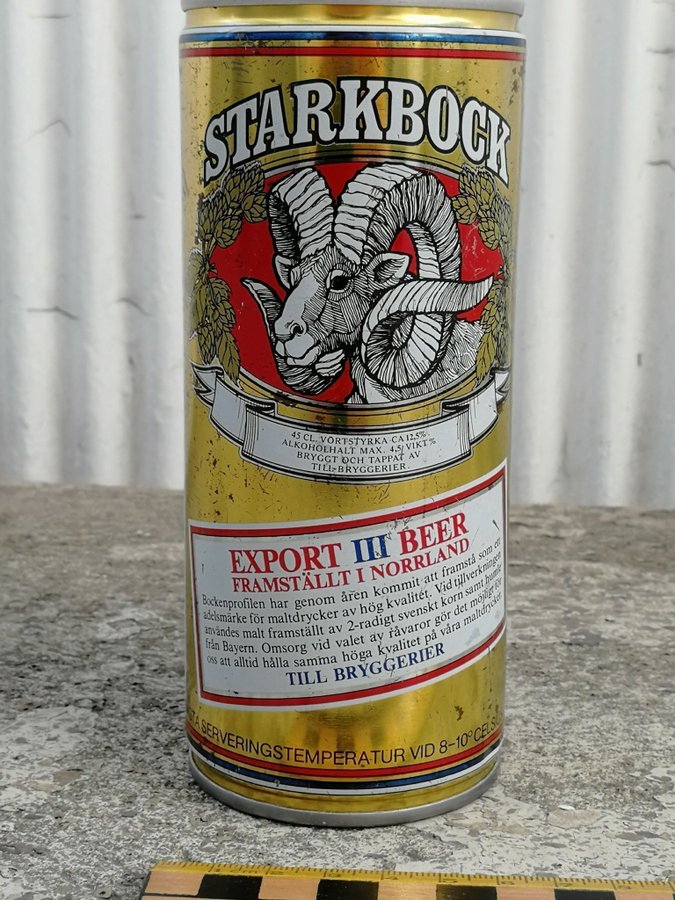 STARKBOCK
45 CL. VÖRTSTYRKA CA 12,5%.
ALKOHOLHALT MAX. 4,5 VIKT%
BRYGGT OCH TAPPAT AV
TILL-BRYGGERIER.
EXPORT III BEER
FRAMSTÄLLT I NORRLAND
Bockenprofilen har genom åren kommit att framstå som ett
adelsmärke för maltdrycker av hög kvalitet. Vid tillverkningen
användes malt framställt av 2-radigt svenskt korn samt humle
från Bayern. Omsorg vid valet av råvaror gör det möjligt för
oss att alltid hålla samma höga kvalitet på våra maltdrycker.
TILL BRYGGERIER
SERVERINGSTEMPERATUR VID 8-10° CELSIUS